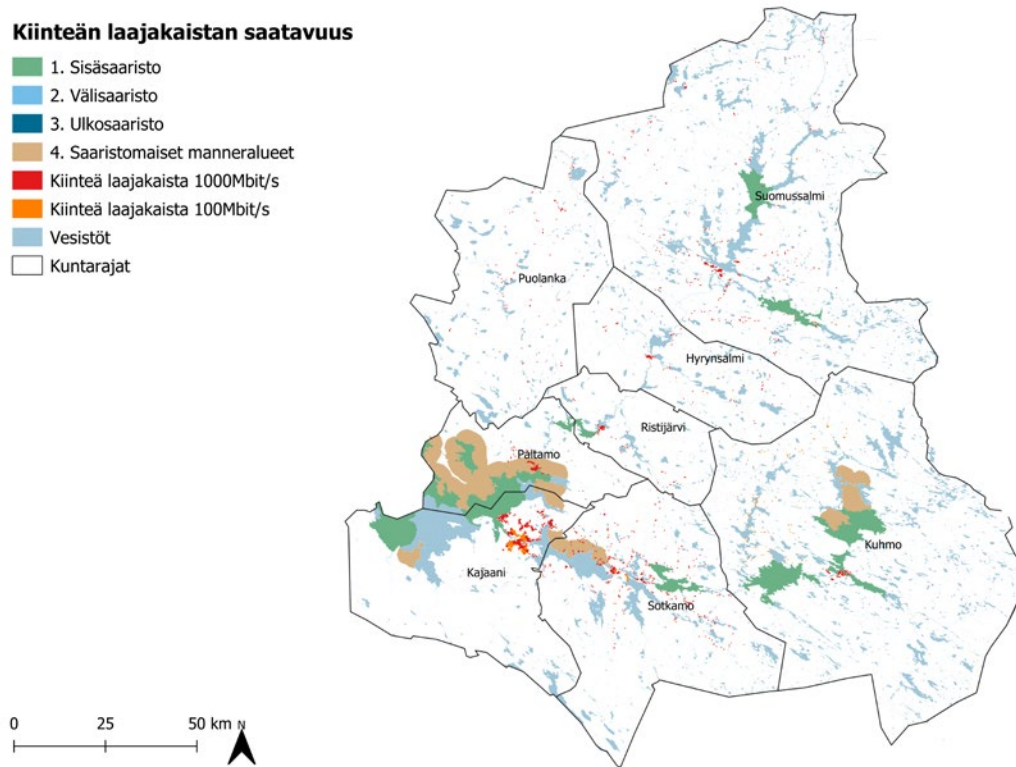 Kiinteän laajakaistan saatavuus
1. Sisäsaaristo
2. Välisaaristo
3. Ulkosaaristo
4. Saaristomaiset manneralueet
Kiinteä laajakaista 1000Mbit/s
Kiinteä laajakaista 100Mbit/s
Vesistöt
Kuntarajat
Suomussalmi
Puolanka
Hyrynsalmi
Ristijärvi
Paltamo
Kuhmo
Kajaani
Sotkamo
0 25 50 km N